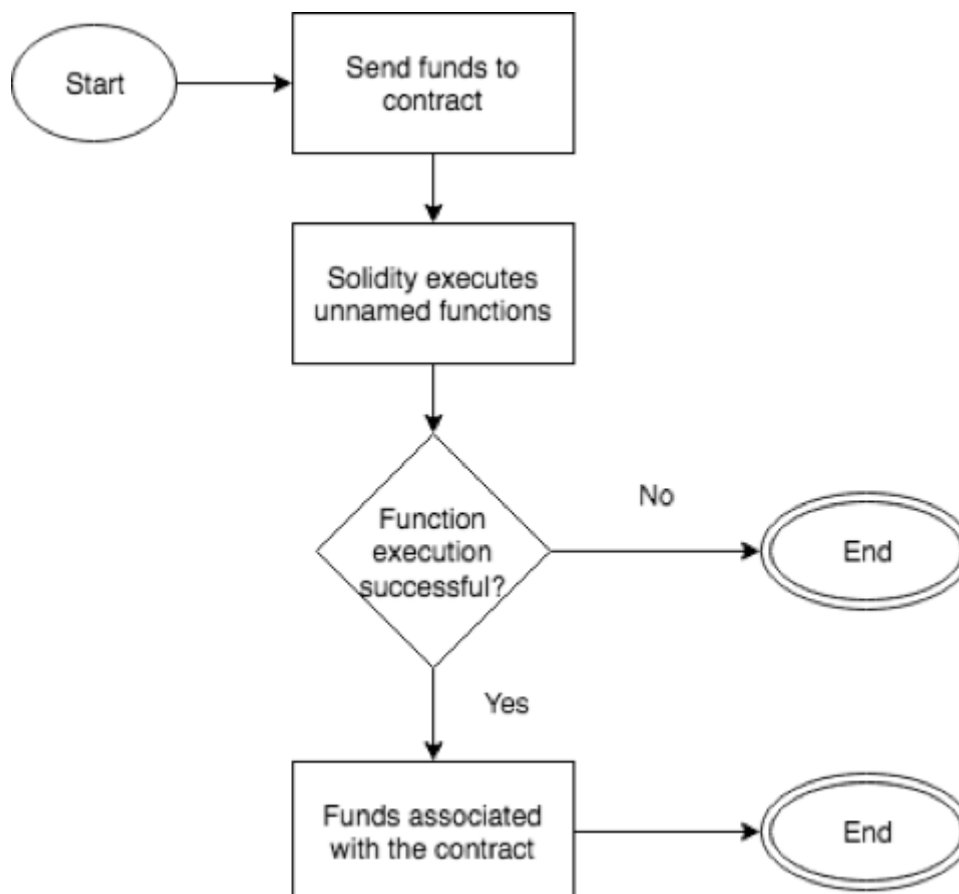 Start
Send funds to
contract
Solidity executes
unnamed functions
Function
execution
successful?
No
End
Yes
Funds associated
with the contract
End